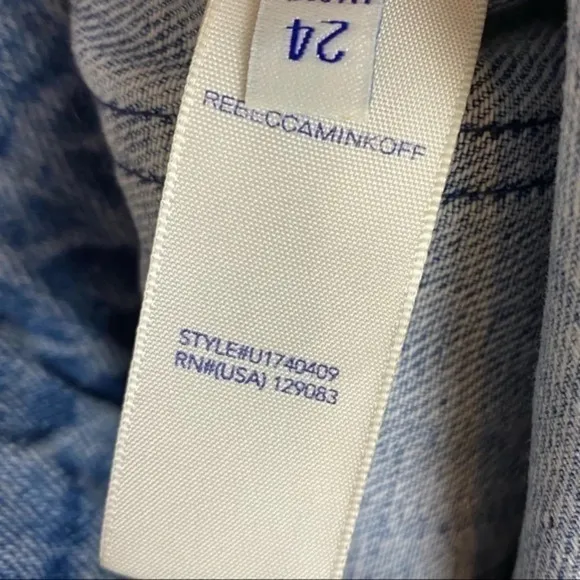 24
REBECCAMINKOFF
STYLE#U1740409
RN#(USA) 129083